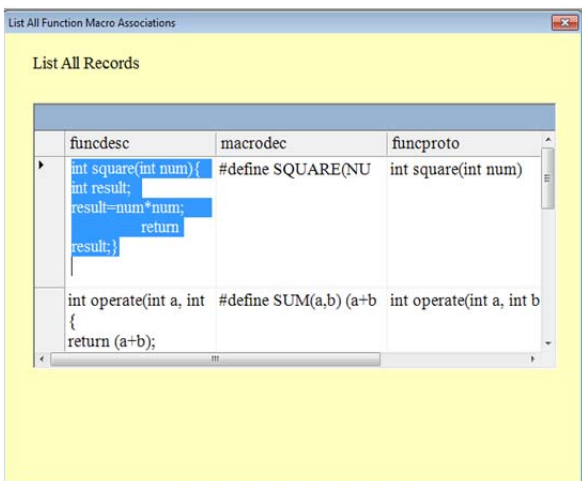 List All Function Macro Associations
List All Records
funcdesc macrodec funcproto
int square(int num){ #define SQUARE(NU int square(int num)
int result;
result=num*num;
return
result;}
int operate(int a, int #define SUM(a,b) (a+b int operate(int a, int b
{
return (a+b);